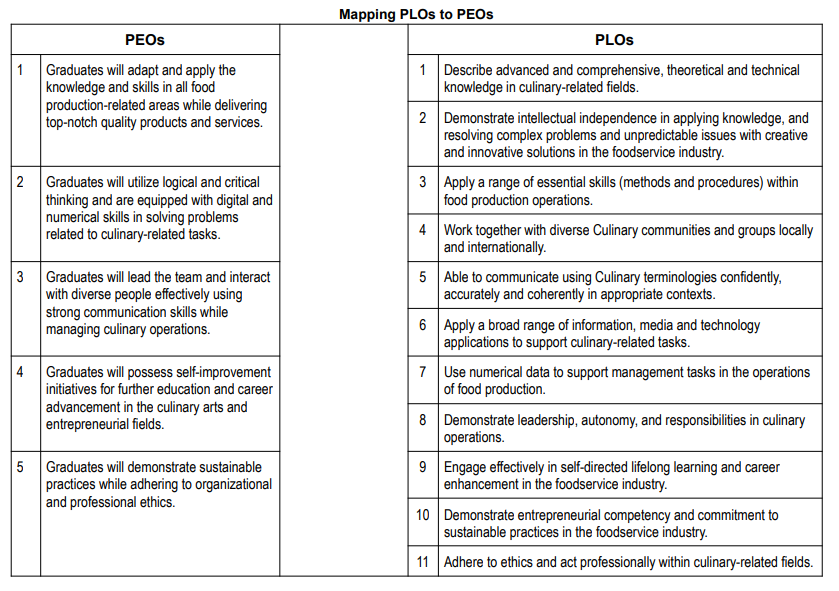 Mapping PLOs to PEOs
PEOs
1
Graduates will adapt and apply the
knowledge and skills in all food
production-related areas while delivering
top-notch quality products and services.
2
Graduates will utilize logical and critical
thinking and are equipped with digital and
numerical skills in solving problems
related to culinary-related tasks.
3
Graduates will lead the team and interact
with diverse people effectively using
strong communication skills while
managing culinary operations.
4
Graduates will possess self-improvement
initiatives for further education and career
advancement in the culinary arts and
entrepreneurial fields.
5
Graduates will demonstrate sustainable
practices while adhering to organizational
and professional ethics.
PLOs
1
Describe advanced and comprehensive, theoretical and technical
knowledge in culinary-related fields.
2
Demonstrate intellectual independence in applying knowledge, and
resolving complex problems and unpredictable issues with creative
and innovative solutions in the foodservice industry.
3
Apply a range of essential skills (methods and procedures) within
food production operations.
4
Work together with diverse Culinary communities and groups locally
and internationally.
5
Able to communicate using Culinary terminologies confidently,
accurately and coherently in appropriate contexts.
6
Apply a broad range of information, media and technology
applications to support culinary-related tasks.
7
Use numerical data to support management tasks in the operations
of food production.
8
Demonstrate leadership, autonomy, and responsibilities in culinary
operations.
9
Engage effectively in self-directed lifelong learning and career
enhancement in the foodservice industry.
10
Demonstrate entrepreneurial competency and commitment to
sustainable practices in the foodservice industry.
11
Adhere to ethics and act professionally within culinary-related fields.